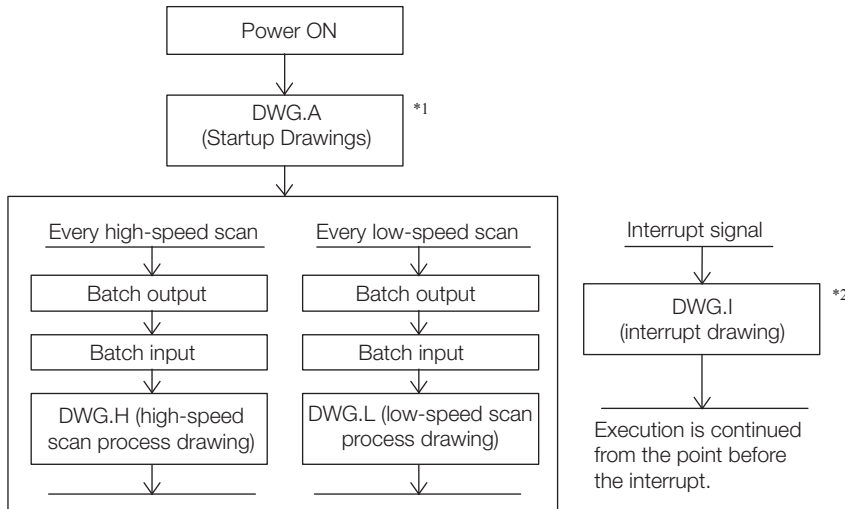 Power ON
DWG.A
(Startup Drawings)
*1
Every high-speed scan
Batch output
Batch input
DWG.H (high-speed
scan process drawing)
Every low-speed scan
Batch output
Batch input
DWG.L (low-speed scan
process drawing)
Interrupt signal
DWG.I
(interrupt drawing)
*2
Execution is continued
from the point before
the interrupt.